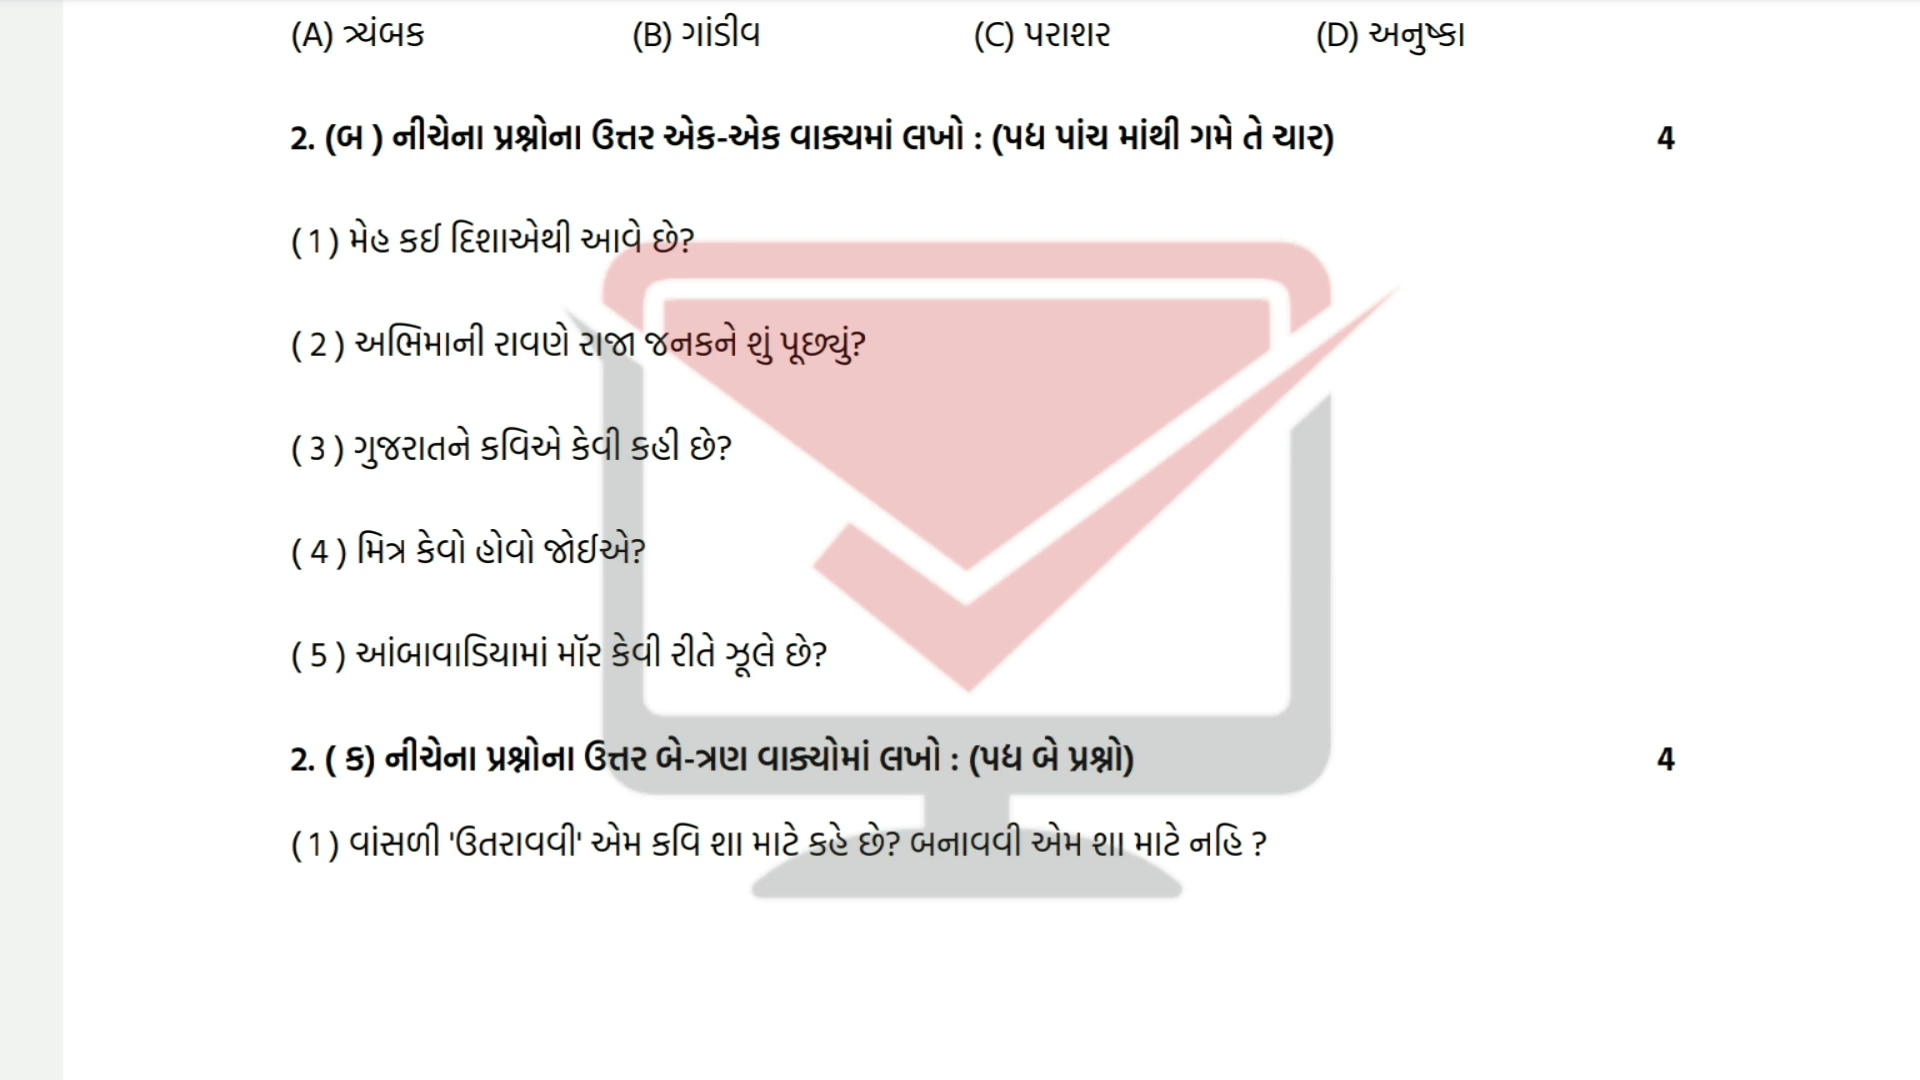 (A) ત્ર્યંબક (B) ગાંડીવ (C) પરાશર (D) અનુષ્કા
2. (બ ) નીચેના પ્રશ્નોના ઉત્તર એક-એક વાક્યમાં લખો : (પદ્ય પાંચ માંથી ગમે તે ચાર) 4
( 1 ) મેહ કઈ દિશાએથી આવે છે?
( 2 ) અભિમાની રાવણે રાજા જનકને શું પૂછ્યું?
( 3 ) ગુજરાતને કવિએ કેવી કહી છે?
( 4 ) મિત્ર કેવો હોવો જોઈએ?
( 5 ) આંબાવાડિયામાં મૉર કેવી રીતે ઝૂલે છે?
2. ( ક) નીચેના પ્રશ્નોના ઉત્તર બે-ત્રણ વાક્યોમાં લખો : (પદ્ય બે પ્રશ્નો) 4
( 1 ) વાંસળી 'ઉતરાવવી' એમ કવિ શા માટે કહે છે? બનાવવી એમ શા માટે નહિ ?